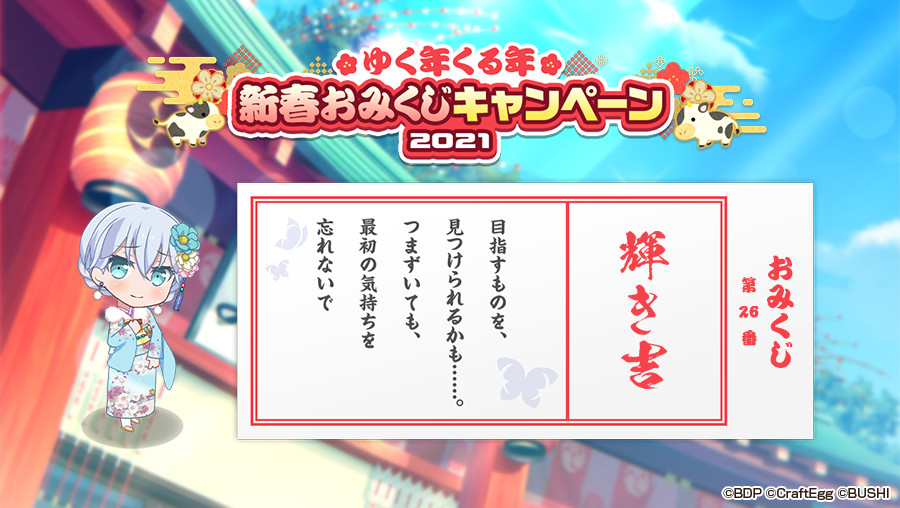 ゆく年くる年
新春おみくじキャンペーン
2021
おみくじ
第26番
輝き吉
目指すものを、
見つけられるかも……。
つまずいても、
最初の気持ちを
忘れないで
©BDP ©CraftEgg ©BUSHI